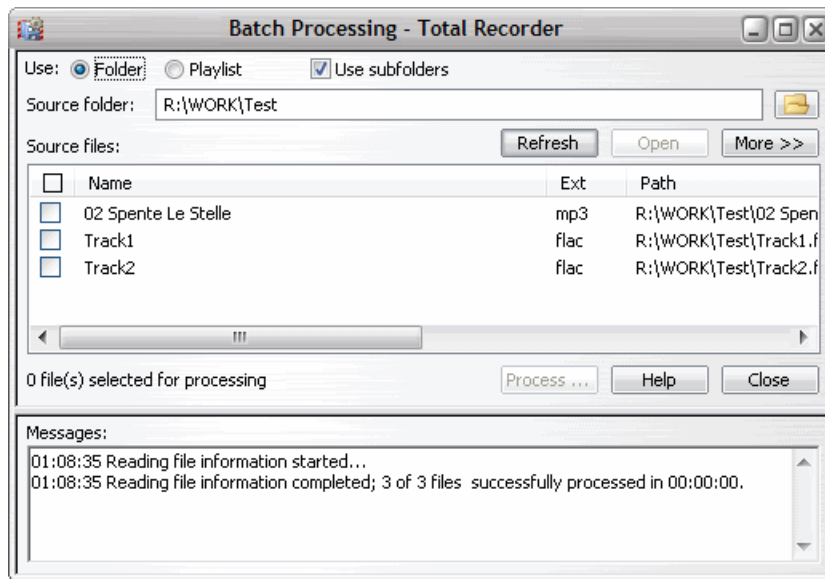 Batch Processing - Total Recorder
Use: Folder Playlist Use subfolders
Source folder: R:\WORK\Test
Source files: Refresh Open More >>
Name Ext Path
02 Spente Le Stelle mp3 R:\WORK\Test\02 Spen
Track1 flac R:\WORK\Test\Track1.f
Track2 flac R:\WORK\Test\Track2.f
0 file(s) selected for processing Process ... Help Close
Messages:
01:08:35 Reading file information started...
01:08:35 Reading file information completed; 3 of 3 files  successfully processed in 00:00:00.